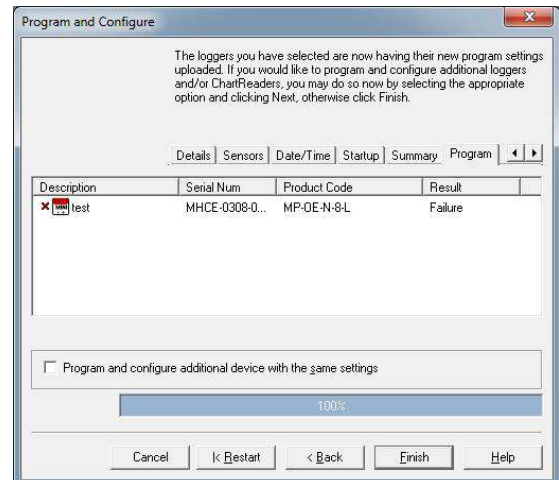 Program and Configure
The loggers you have selected are now having their new program settings
uploaded. If you would like to program and configure additional loggers
and/or ChartReaders, you may do so now by selecting the appropriate
option and clicking Next, otherwise click Finish.
Details Sensors Date/Time Startup Summary Program
Description Serial Num Product Code Result
test MHCE-0308-0... MP-OE-N-8-L Failure
Program and configure additional device with the same settings
100%
Cancel |< Restart < Back Finish Help